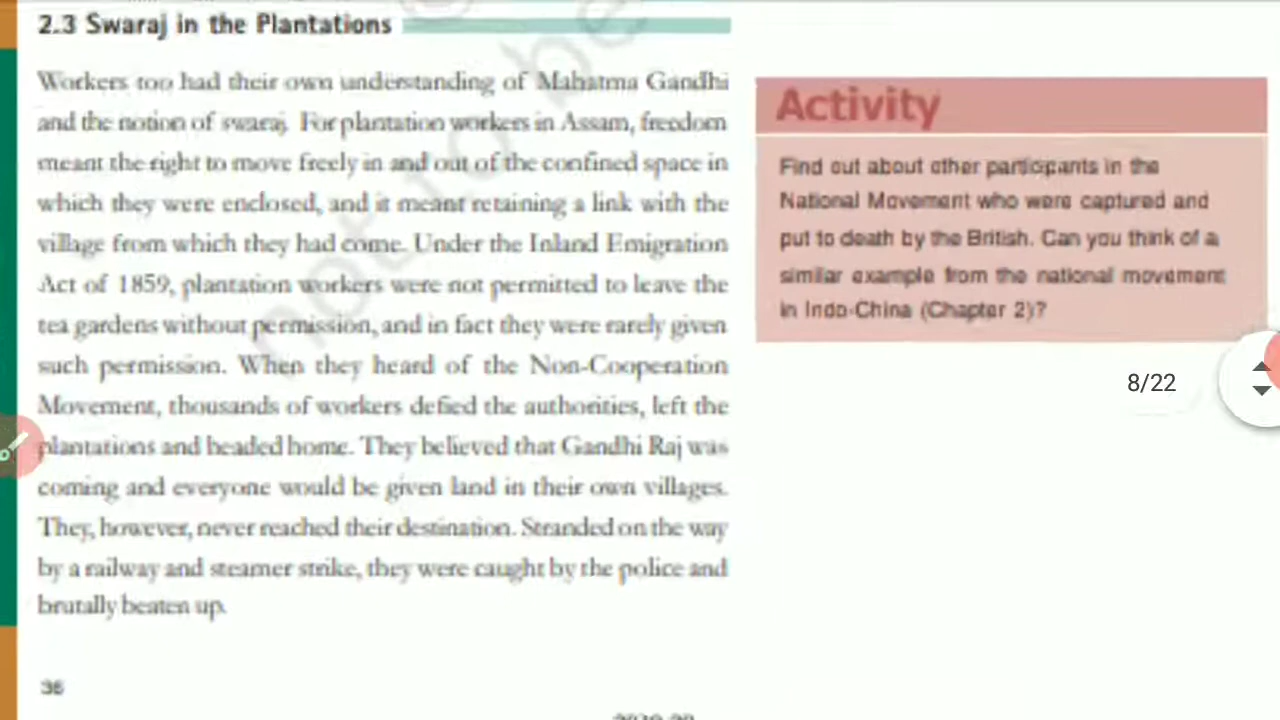 2.3 Swaraj in the Plantations
Workers too had their own understanding of Mahatma Gandhi
and the notion of swaraj. For plantation workers in Assam, freedom
meant the right to move freely in and out of the confined space in
which they were enclosed, and it meant retaining a link with the
village from which they had come. Under the Inland Emigration
Act of 1859, plantation workers were not permitted to leave the
tea gardens without permission, and in fact they were rarely given
such permission. When they heard of the Non-Cooperation
Movement, thousands of workers defied the authorities, left the
plantations and headed home. They believed that Gandhi Raj was
coming and everyone would be given land in their own villages.
They, however, never reached their destination. Stranded on the way
by a railway and steamer strike, they were caught by the police and
brutally beaten up.
36
Activity
Find out about other participants in the
National Movement who were captured and
put to death by the British. Can you think of a
similar example from the national movement
in Indo-China (Chapter 2)?
8/22
not to be